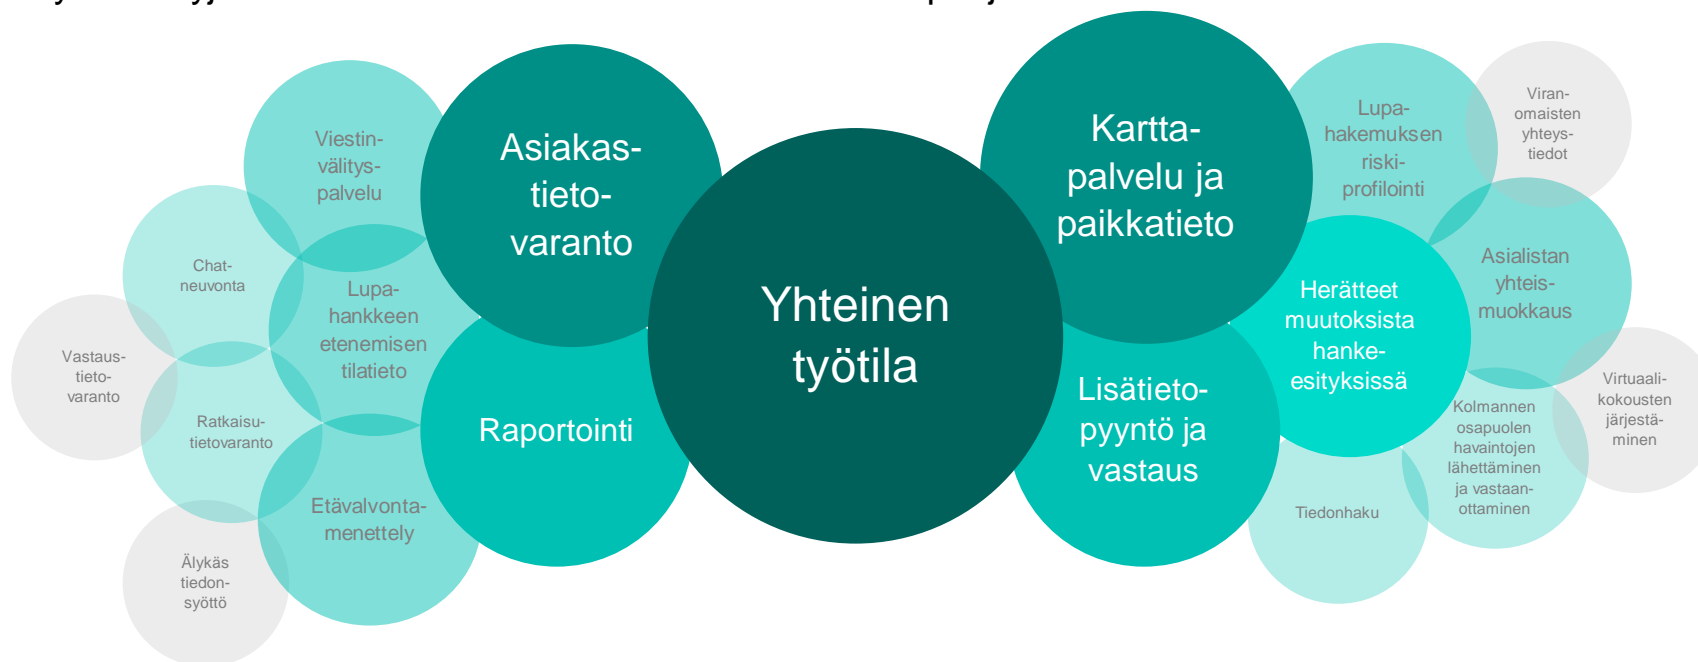 Viestin-
välitys-
palvelu
Asiakas-
tieto-
varanto
Chat-
neuvonta
Lupa-
hankkeen
etenemisen
tilatieto
Vastaus-
tieto-
varanto
Ratkaisu-
tietovaranto
Raportointi
Etävalvonta-
menettely
Älykäs
tiedon-
syöttö
Yhteinen
työtila
Kartta-
palvelu ja
paikkatieto
Lupa-
hakemuksen
riski-
profilointi
Viran-
omaisten
yhteys-
tiedot
Asialistan
yhteis-
muokkaus
Herätteet
muutoksista
hanke-
esityksissä
Lisätieto-
pyyntö ja
vastaus
Virtuaali-
kokousten
järjestä-
minen
Kolmannen
osapuolen
havaintojen
lähettäminen
ja vastaan-
ottaminen
Tiedonhaku